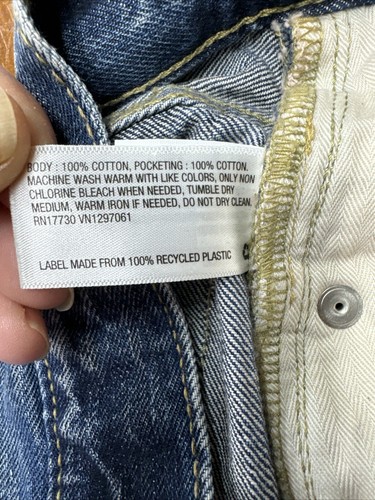 BODY : 100% COTTON, POCKETING : 100% COTTON.
MACHINE WASH WARM WITH LIKE COLORS, ONLY NON
CHLORINE BLEACH WHEN NEEDED, TUMBLE DRY
MEDIUM, WARM IRON IF NEEDED, DO NOT DRY CLEAN.
RN17730 VN1297061
LABEL MADE FROM 100% RECYCLED PLASTIC